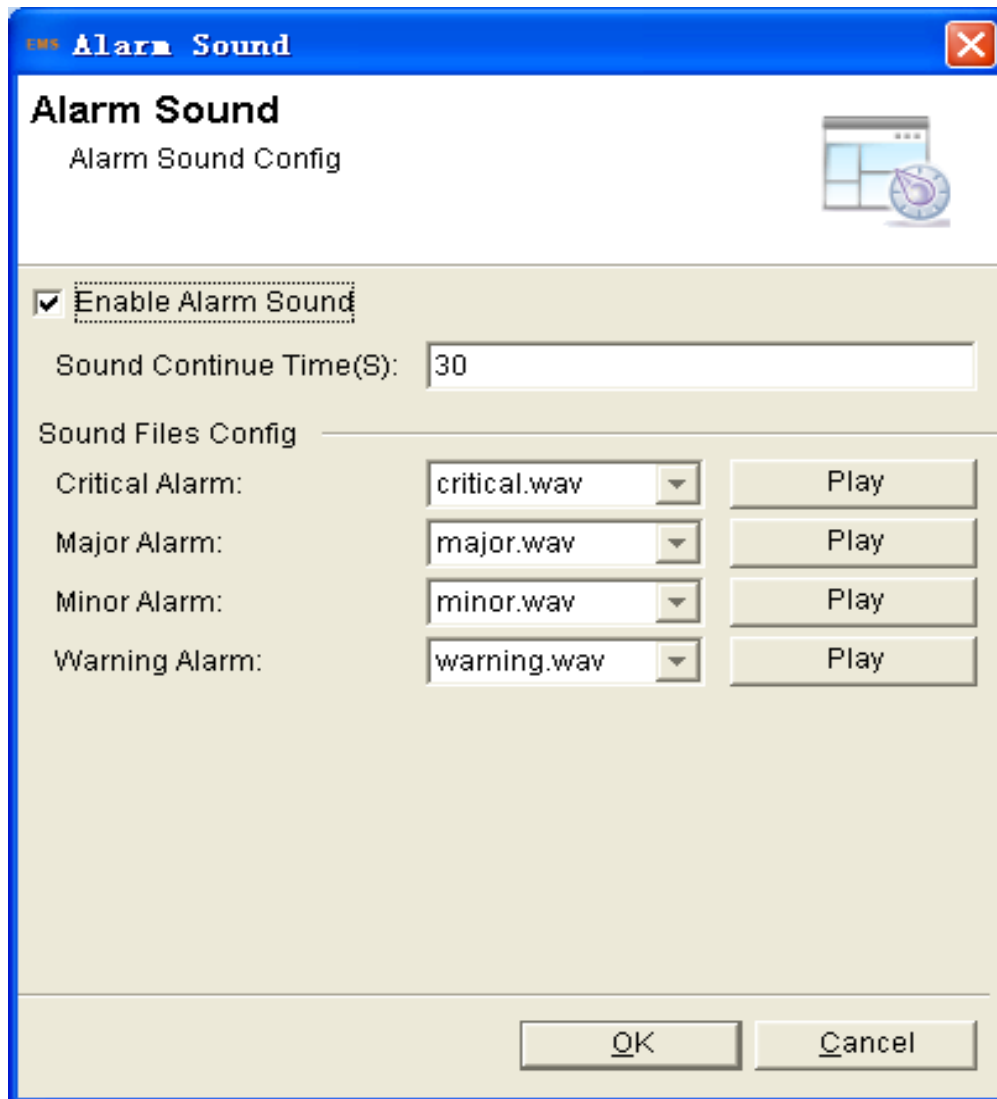 EMS Alarm Sound
Alarm Sound
Alarm Sound Config
Enable Alarm Sound
Sound Continue Time(S): 30
Sound Files Config
Critical Alarm: critical.wav Play
Major Alarm: major.wav Play
Minor Alarm: minor.wav Play
Warning Alarm: warning.wav Play
OK Cancel